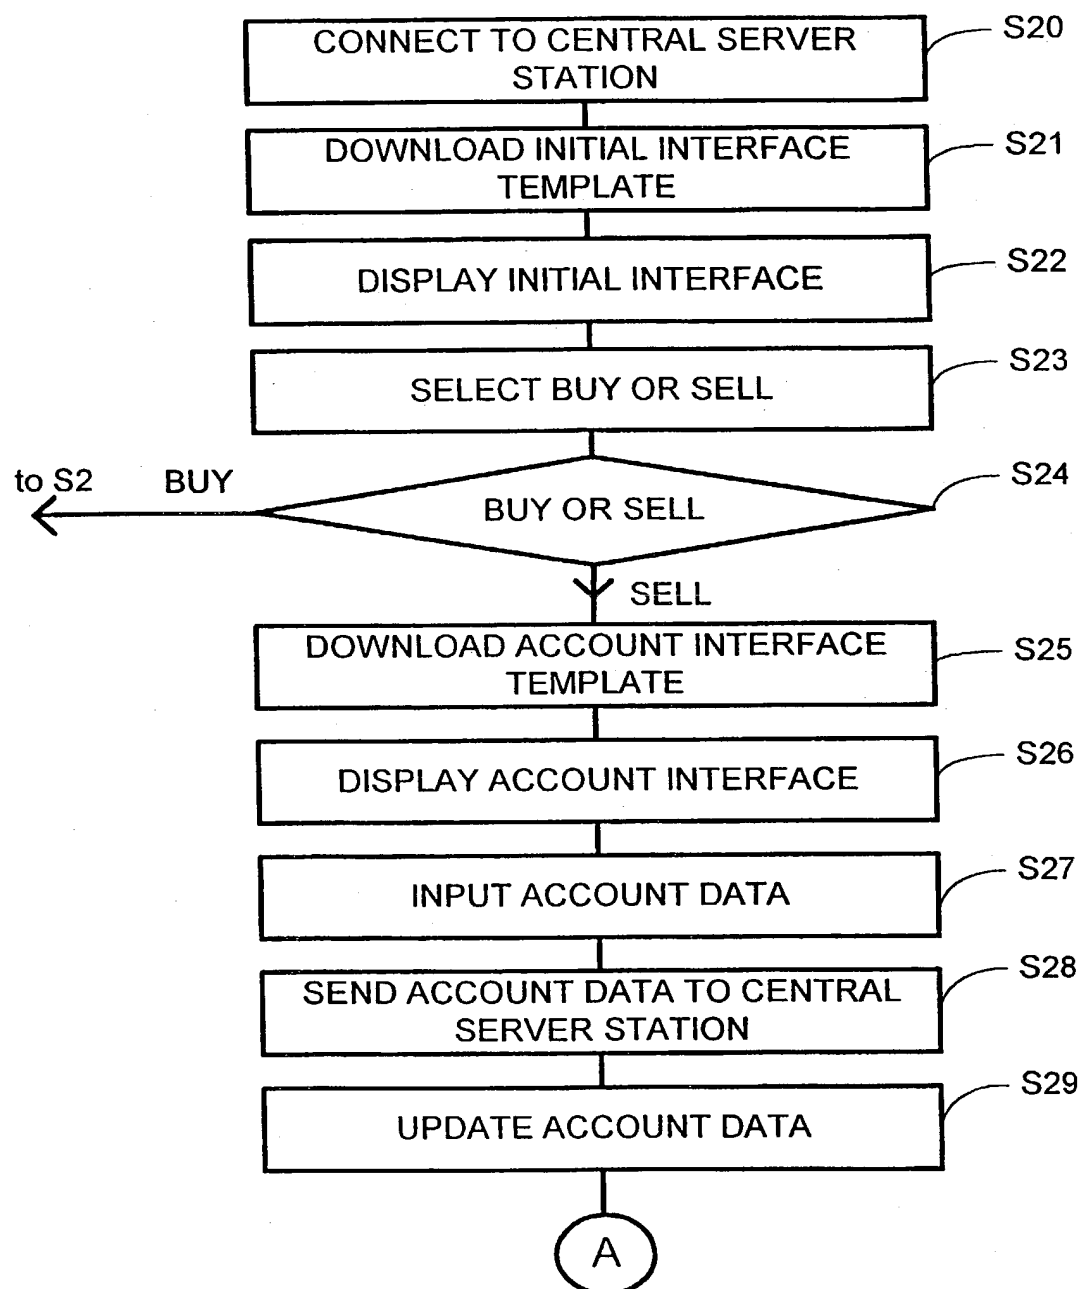 CONNECT TO CENTRAL SERVER
STATION
S20
DOWNLOAD INITIAL INTERFACE
TEMPLATE
S21
DISPLAY INITIAL INTERFACE
S22
SELECT BUY OR SELL
S23
to S2
BUY
BUY OR SELL
S24
SELL
DOWNLOAD ACCOUNT INTERFACE
TEMPLATE
S25
DISPLAY ACCOUNT INTERFACE
S26
INPUT ACCOUNT DATA
S27
SEND ACCOUNT DATA TO CENTRAL
SERVER STATION
S28
UPDATE ACCOUNT DATA
S29
A